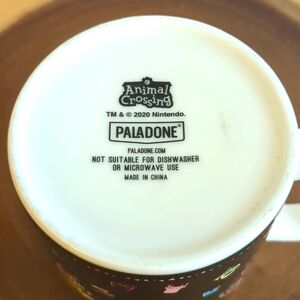 Animal
Crossing
TM & © 2020 Nintendo.
PALADONE
PALADONE.COM
NOT SUITABLE FOR DISHWASHER
OR MICROWAVE USE
MADE IN CHINA